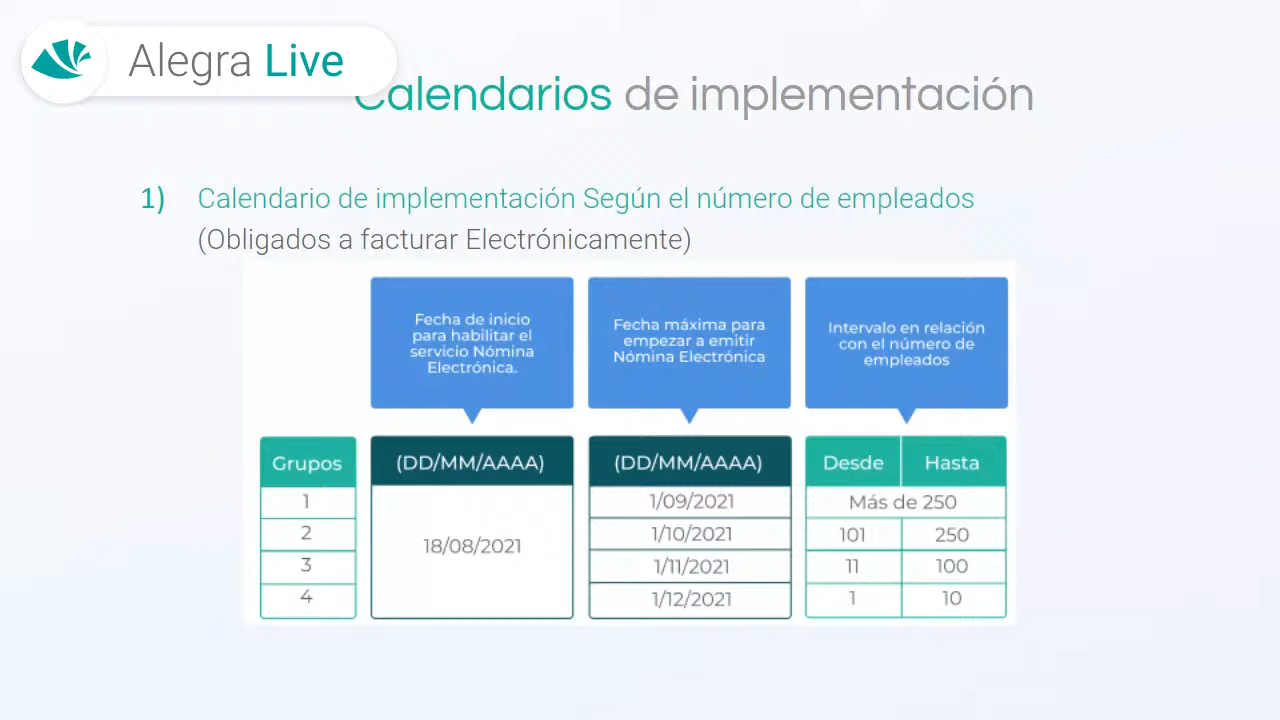 Alegra Live
Calendarios de implementación
1) Calendario de implementación Según el número de empleados
(Obligados a facturar Electrónicamente)
Fecha de inicio
para habilitar el
servicio Nómina
Electrónica.
Fecha máxima para
empezar a emitir
Nómina Electrónica
Intervalo en relación
con el número de
empleados
Grupos (DD/MM/AAAA) (DD/MM/AAAA) Desde Hasta
1 1/09/2021 Más de 250
2 1/10/2021 101 250
18/08/2021
3 1/11/2021 11 100
4 1/12/2021 1 10